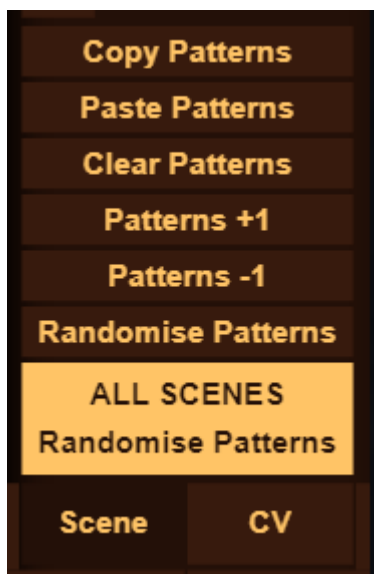 Copy Patterns
Paste Patterns
Clear Patterns
Patterns +1
Patterns -1
Randomise Patterns
ALL SCENES
Randomise Patterns
Scene CV